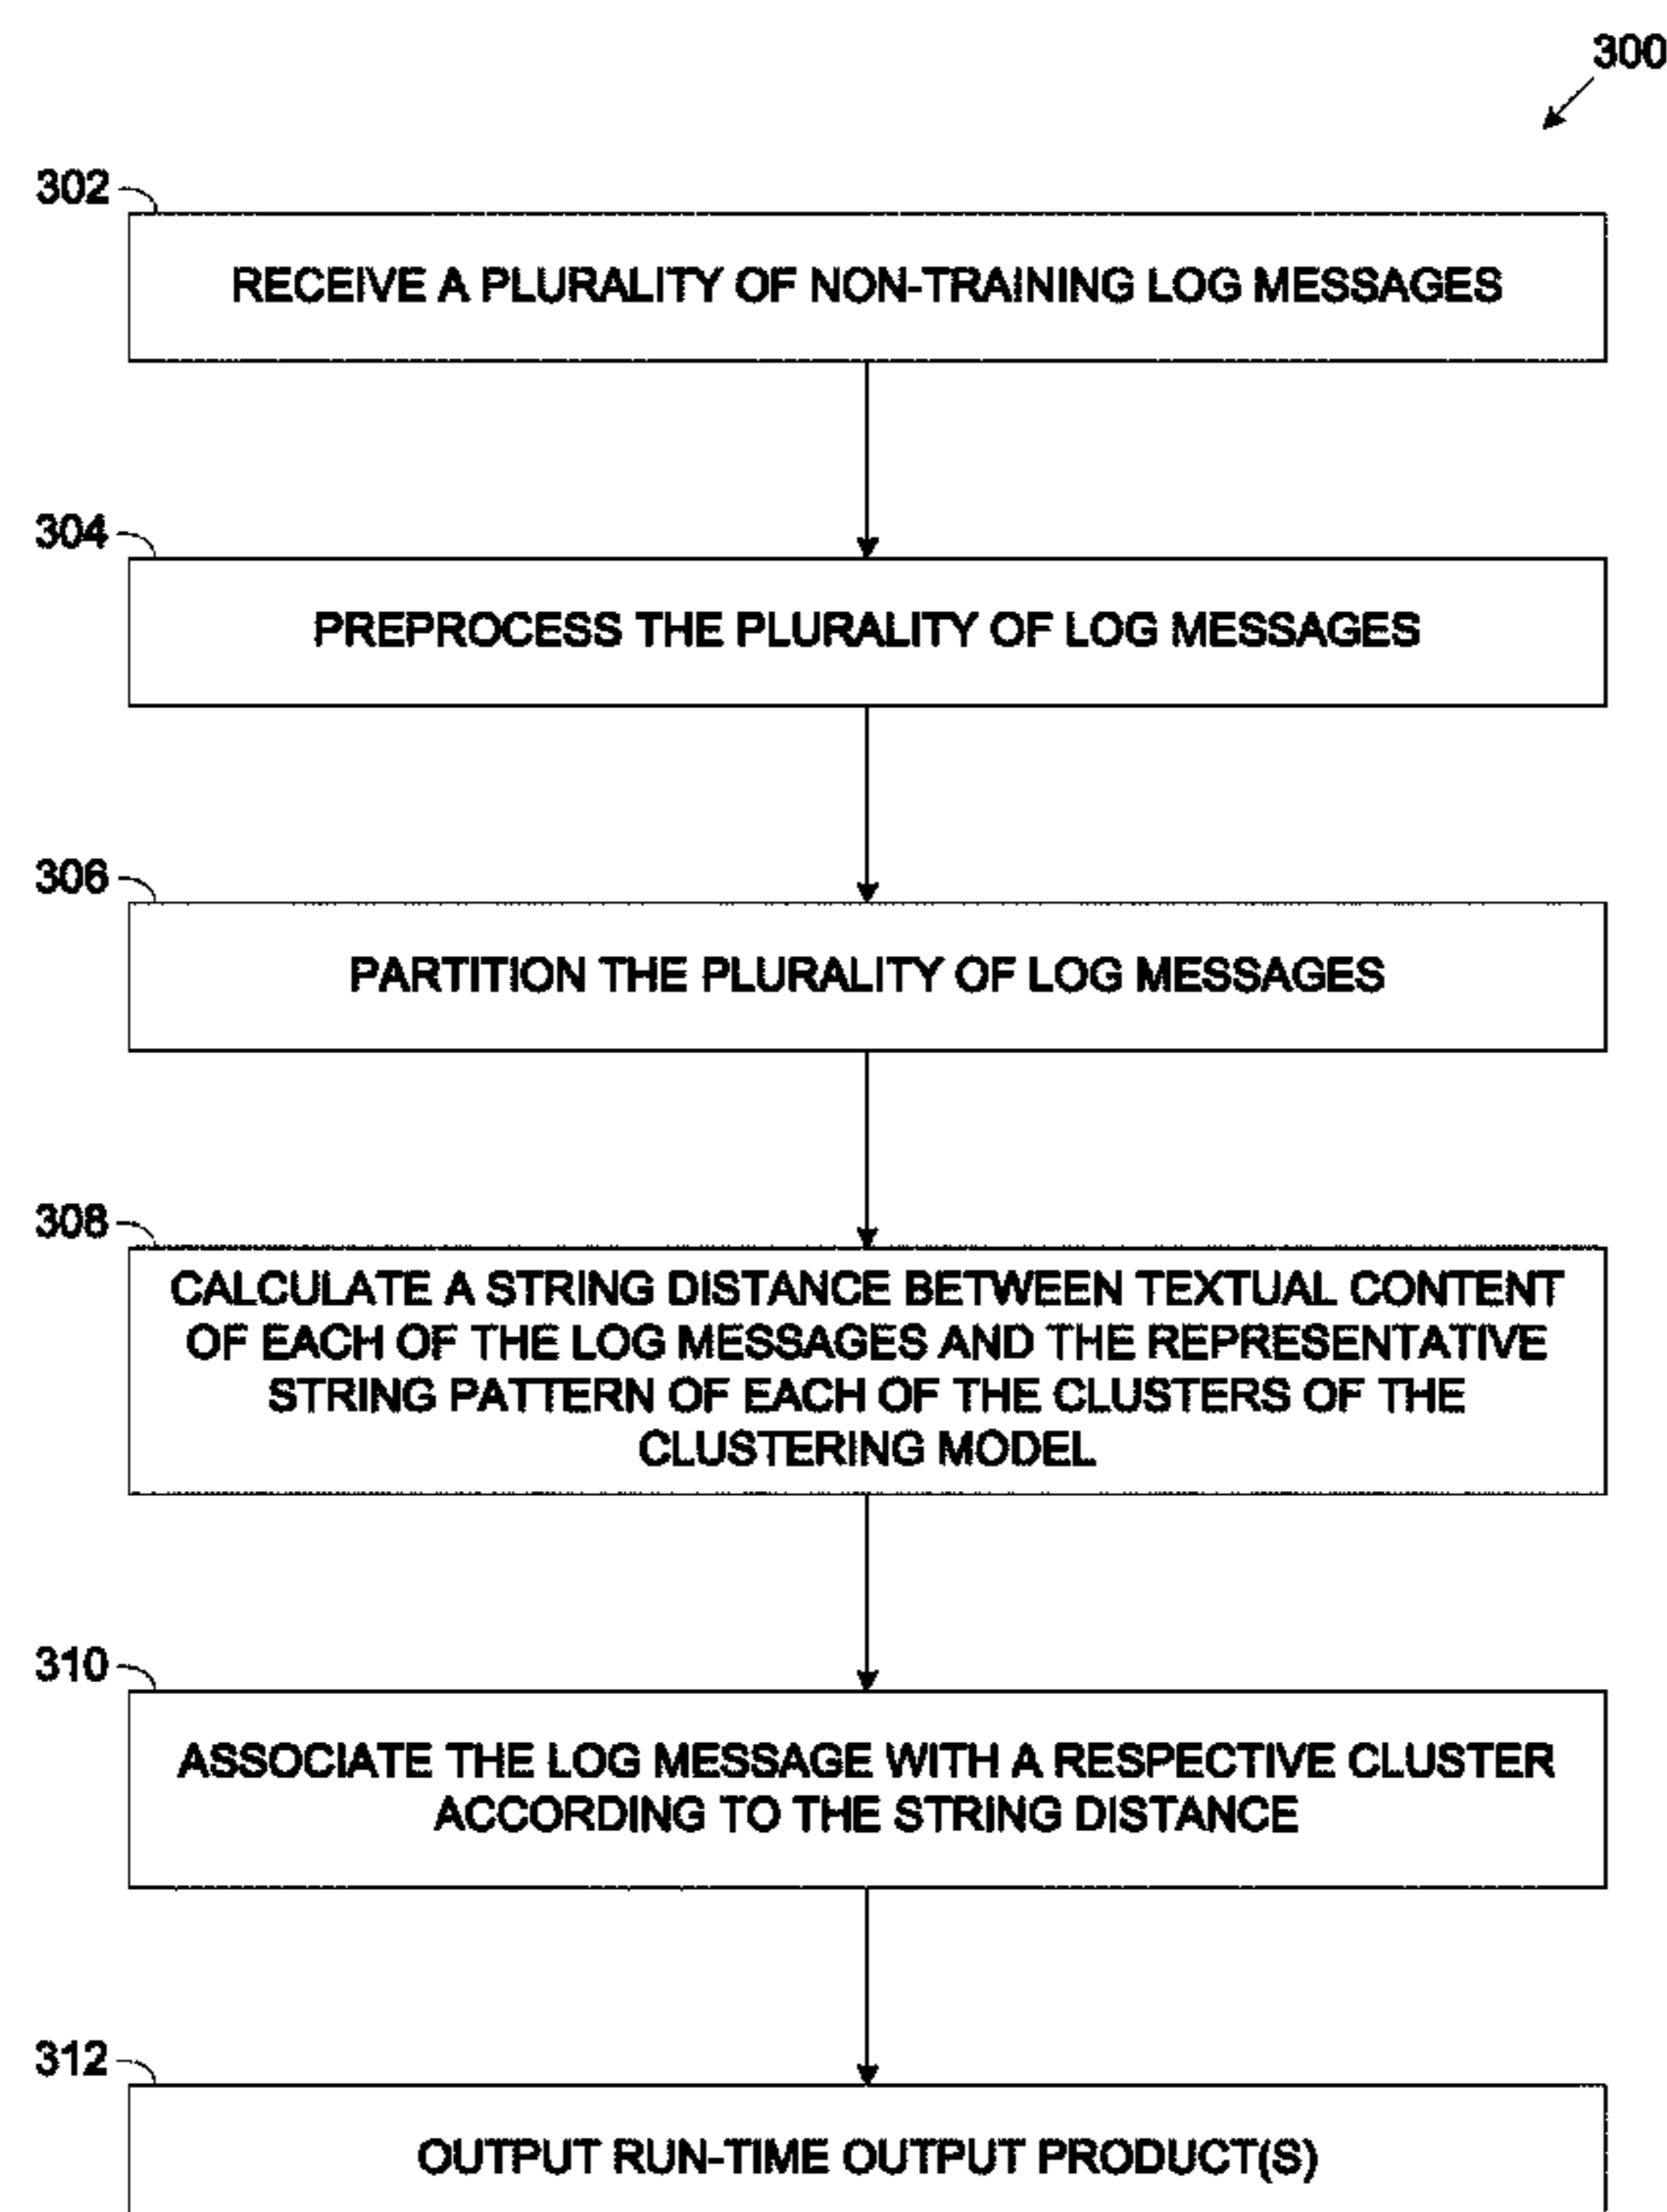 300
302
RECEIVE A PLURALITY OF NON-TRAINING LOG MESSAGES
304
PREPROCESS THE PLURALITY OF LOG MESSAGES
306
PARTITION THE PLURALITY OF LOG MESSAGES
308
CALCULATE A STRING DISTANCE BETWEEN TEXTUAL CONTENT
OF EACH OF THE LOG MESSAGES AND THE REPRESENTATIVE
STRING PATTERN OF EACH OF THE CLUSTERS OF THE
CLUSTERING MODEL
310
ASSOCIATE THE LOG MESSAGE WITH A RESPECTIVE CLUSTER
ACCORDING TO THE STRING DISTANCE
312
OUTPUT RUN-TIME OUTPUT PRODUCT(S)